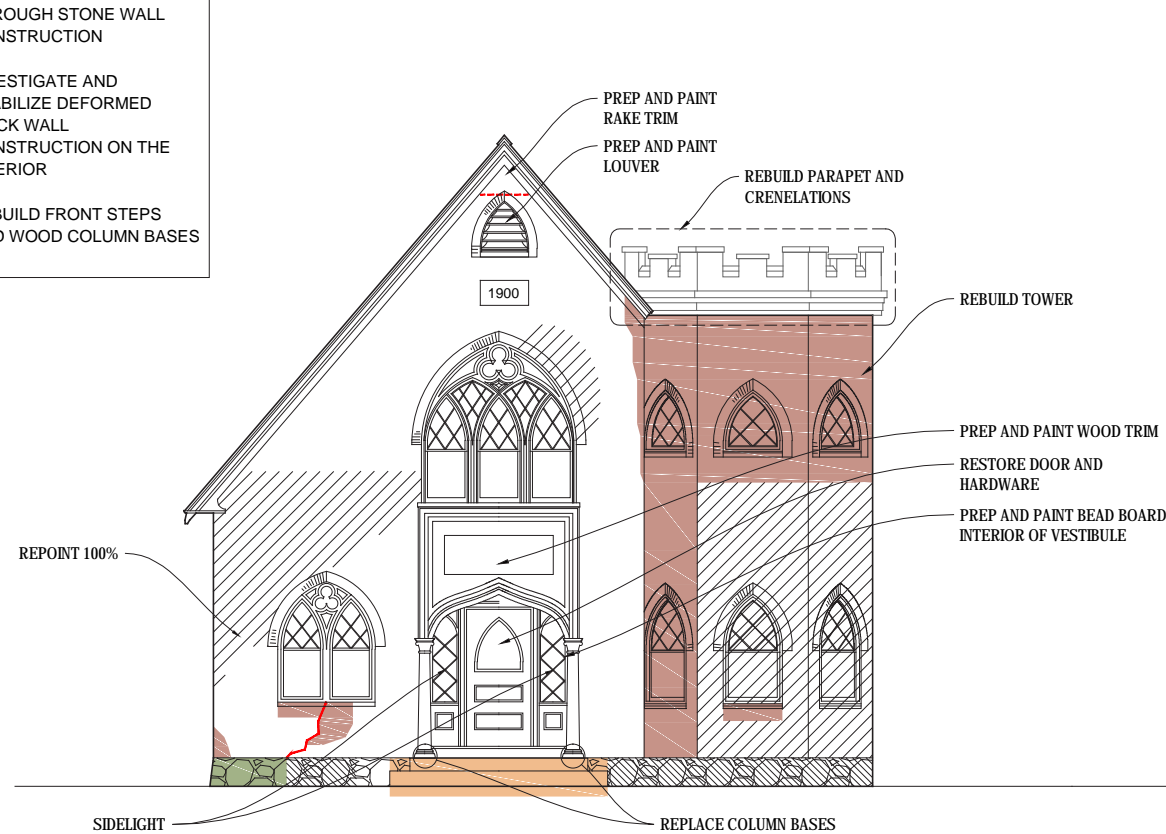 ROUGH STONE WALL
PREP AND PAINT
RAKE TRIM
PREP AND PAINT
LOUVER
REBUILD PARAPET AND
CRENELATIONS
ERIOR
BUILD FRONT STEPS
WOOD COLUMN BASES
1900
REBUILD TOWER
PREP AND PAINT WOOD TRIM
RESTORE DOOR AND
HARDWARE
PREP AND PAINT BEAD BOARD
INTERIOR OF VESTIBULE
REPOINT 100%
SIDELIGHT
REPLACE COLUMN BASES
NSTRUCTION
ESTIGATE AND
ABILIZE DEFORMED
CK WALL
NSTRUCTION ON THE